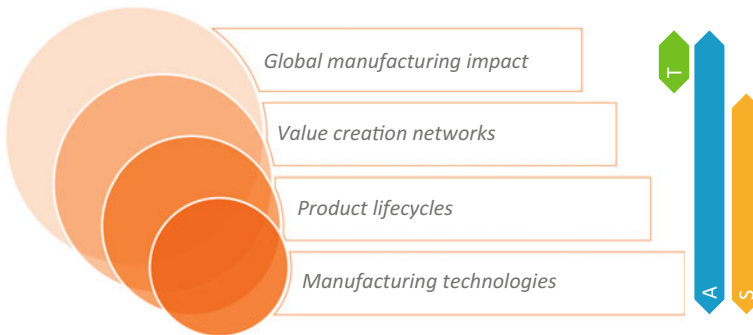 Global manufacturing impact
Value creation networks
Product lifecycles
Manufacturing technologies
T
A
S